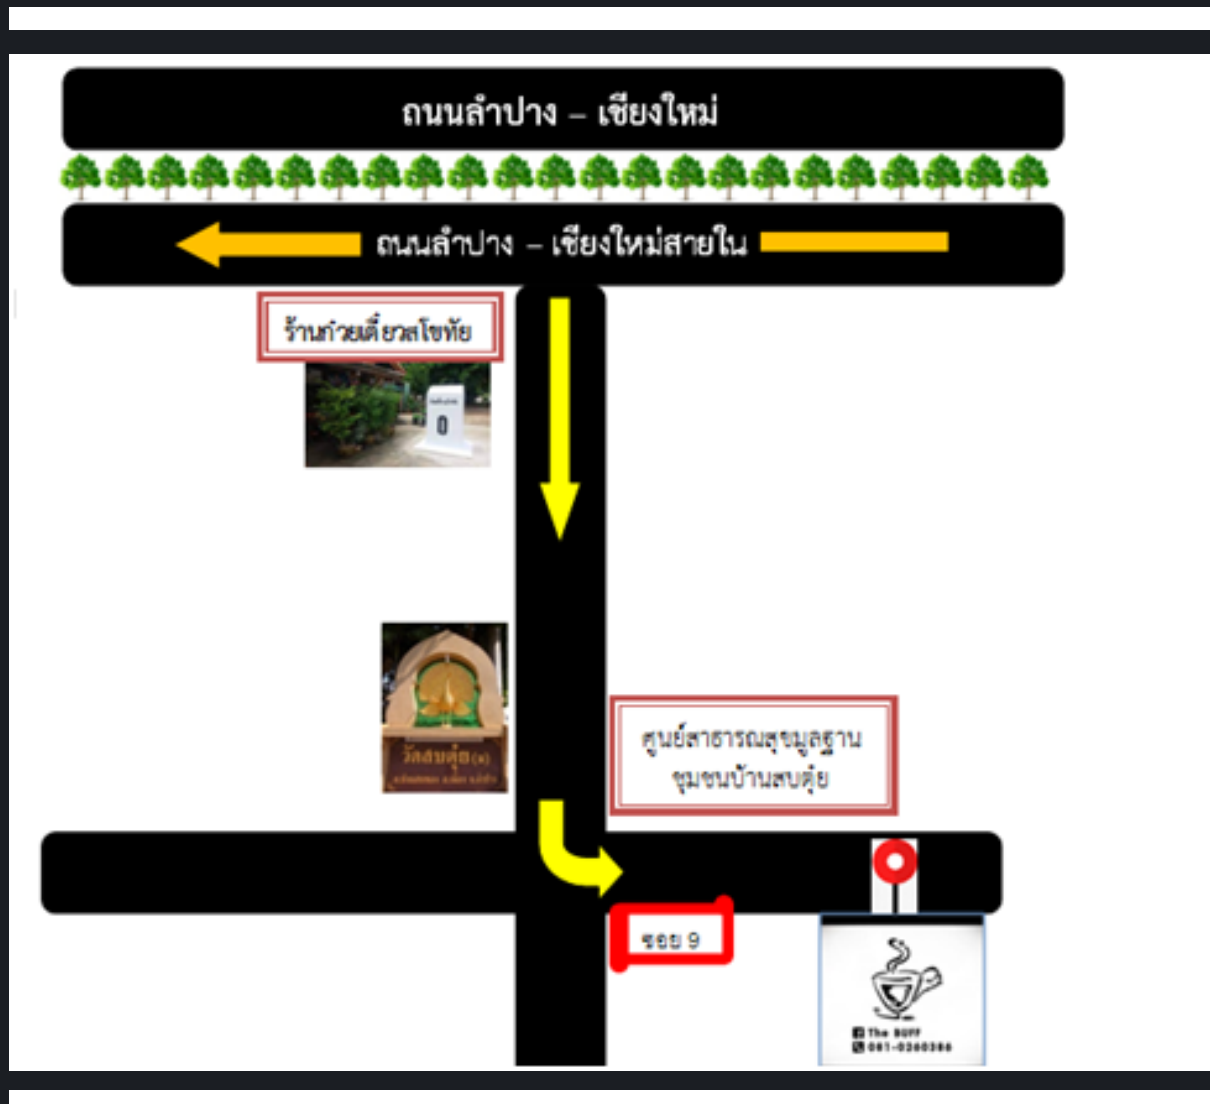 ถนนลำปาง – เชียงใหม่
ถนนลำปาง – เชียงใหม่สายใน
ร้านก๋วยเตี๋ยวสุโขทัย
0
วัดสบตุ๋ย
ศูนย์สาธารณสุขมูลฐาน
ชุมชนบ้านสบตุ๋ย
ซอย 9
The BUFF
081-0260386